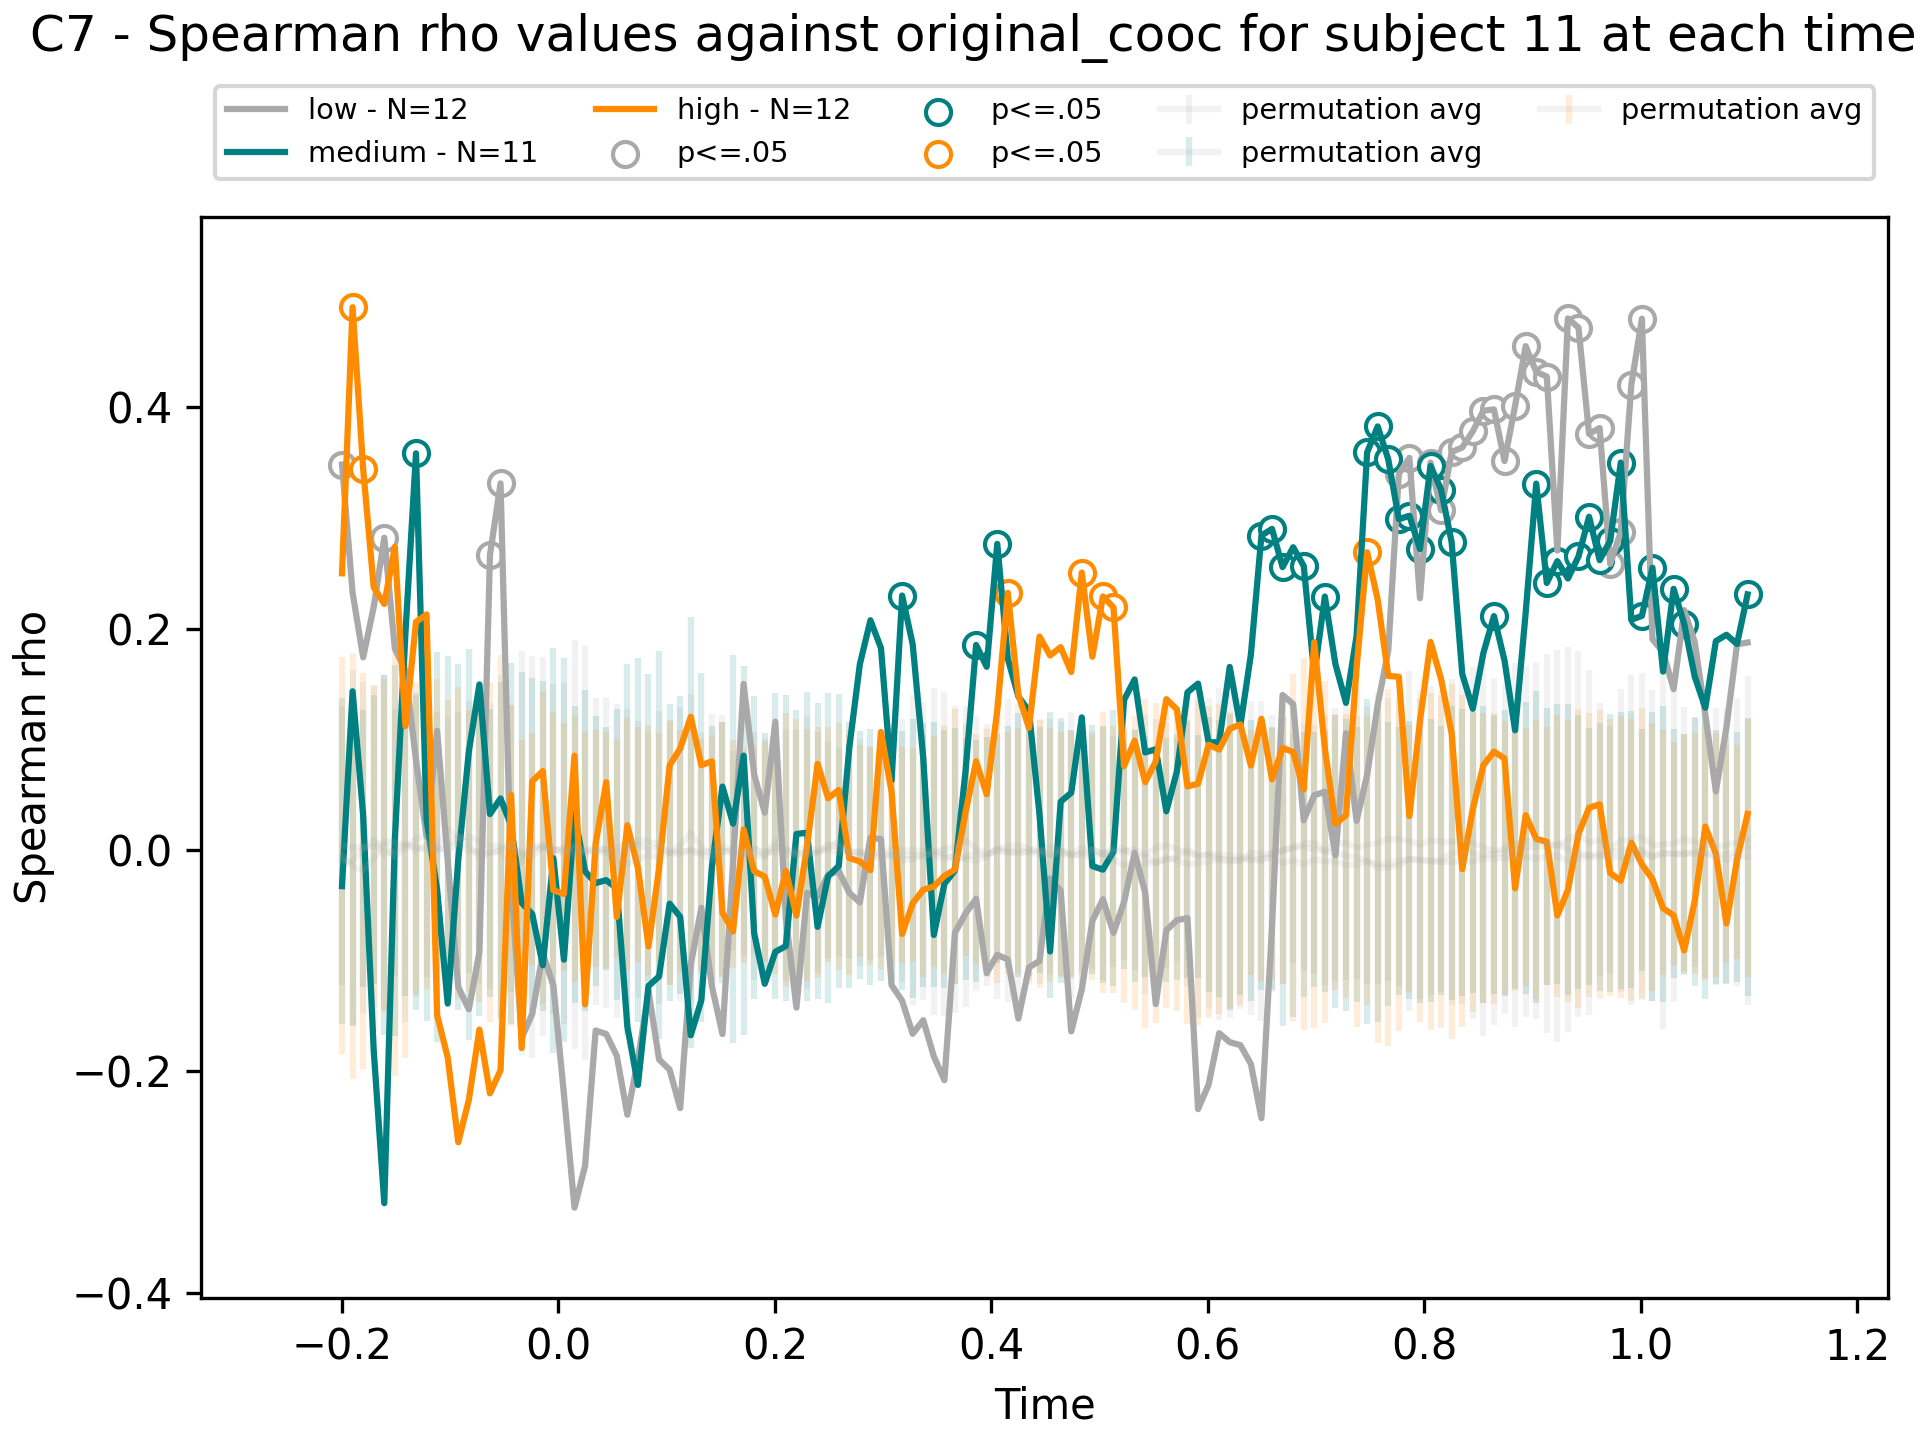 C7 - Spearman rho values against original_cooc for subject 11 at each time
low - N=12
medium - N=11
high - N=12
p<=.05
p<=.05
p<=.05
permutation avg
permutation avg
permutation avg
Spearman rho
0.4
0.2
0.0
−0.2
−0.4
−0.2 0.0 0.2 0.4 0.6 0.8 1.0 1.2
Time